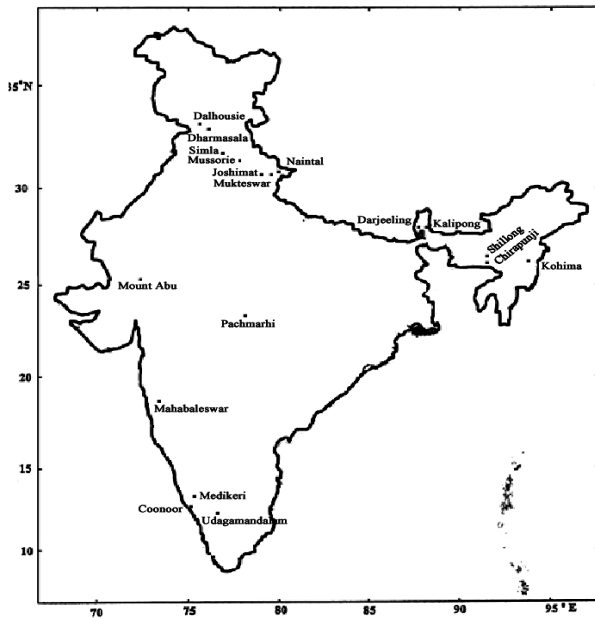 35°N
Dalhousie
Dharmasala
Simla
Mussorie
Naintal
Joshimat
Mukteswar
30
Darjeeling
Kalipong
Shillong
Chirapunji
Kohima
Mount Abu
25
Pachmarhi
20
Mahabaleswar
15
Medikeri
Coonoor
Udagamandalam
10
70 75 80 85 90 95°E